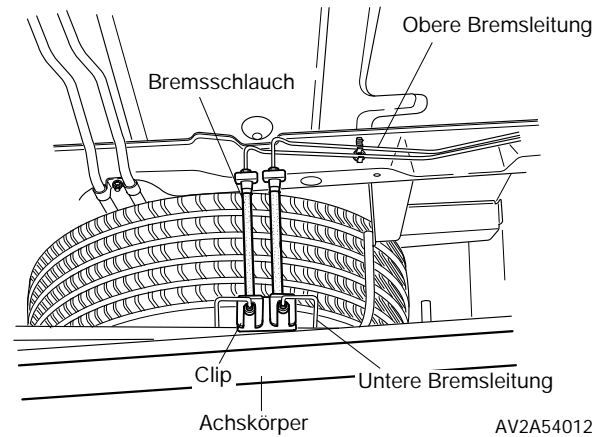 Obere Bremsleitung
Bremsschlauch
Clip
Untere Bremsleitung
Achskörper
AV2A54012